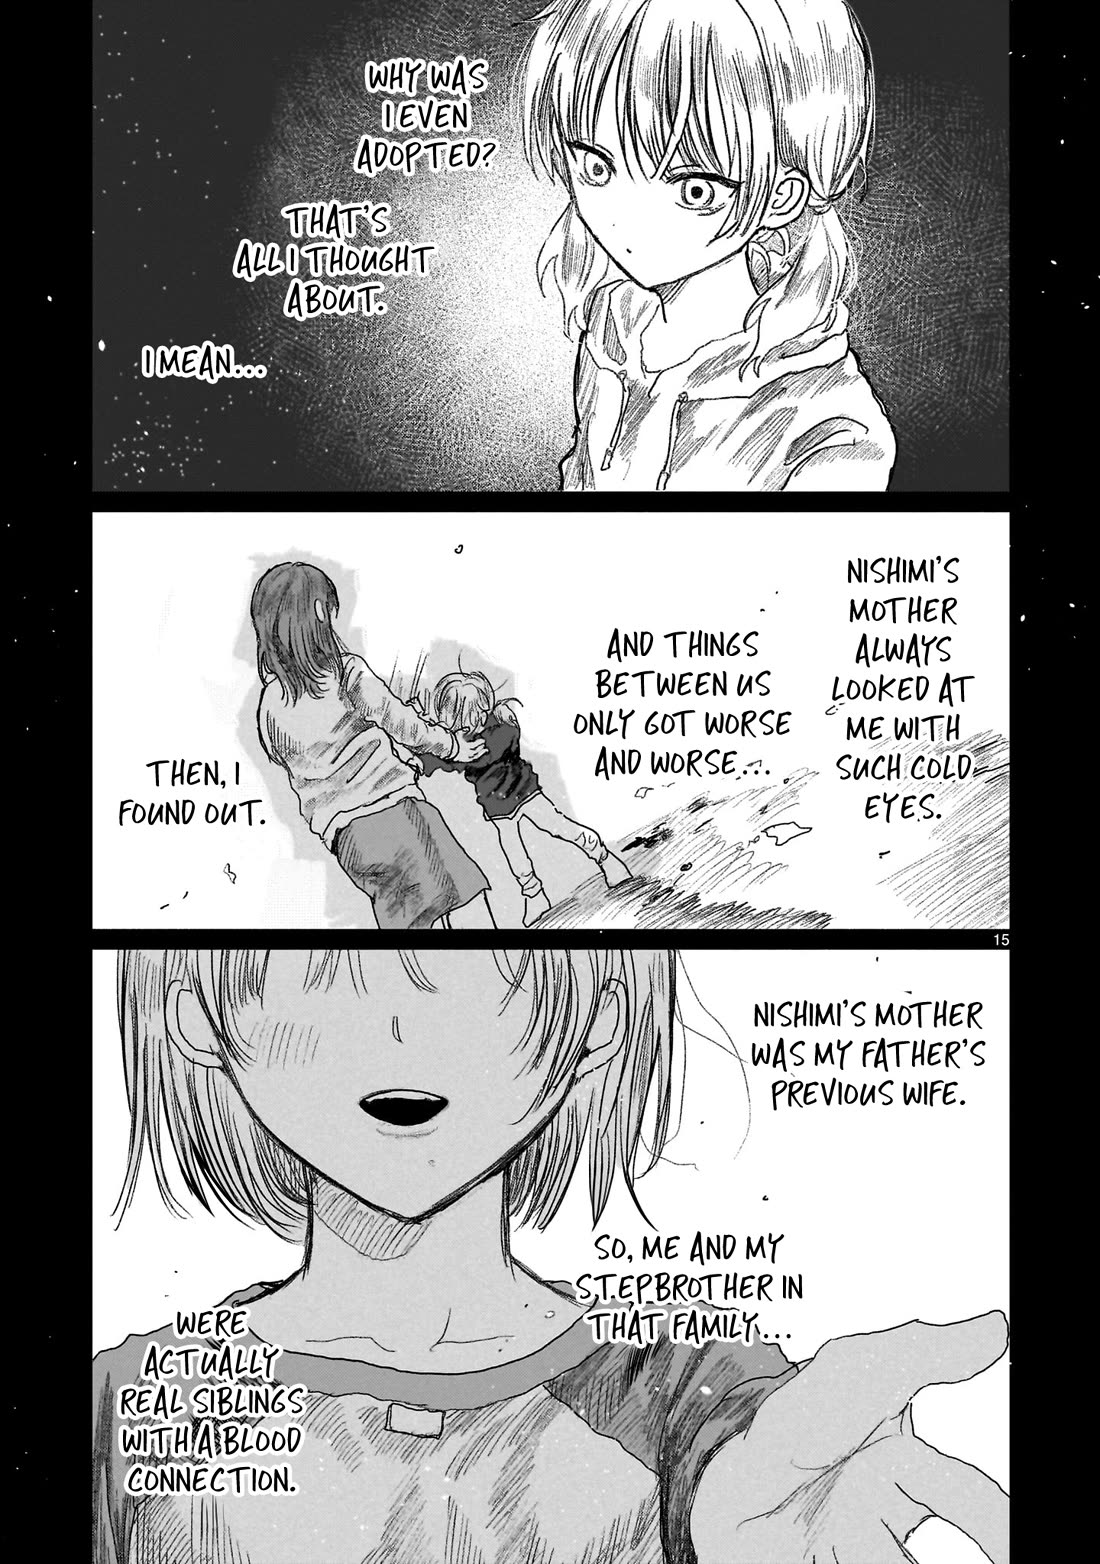 WHY WAS
I EVEN
ADOPTED?
THAT'S
ALL I THOUGHT
ABOUT.
I MEAN...
NISHIMI'S
MOTHER
ALWAYS
LOOKED AT
ME WITH
SUCH COLD
EYES.
AND THINGS
BETWEEN US
ONLY GOT WORSE
AND WORSE...
THEN, I
FOUND OUT.
15
NISHIMI'S MOTHER
WAS MY FATHER'S
PREVIOUS WIFE.
SO, ME AND MY
STEPBROTHER IN
THAT FAMILY...
WERE
ACTUALLY
REAL SIBLINGS
WITH A BLOOD
CONNECTION.